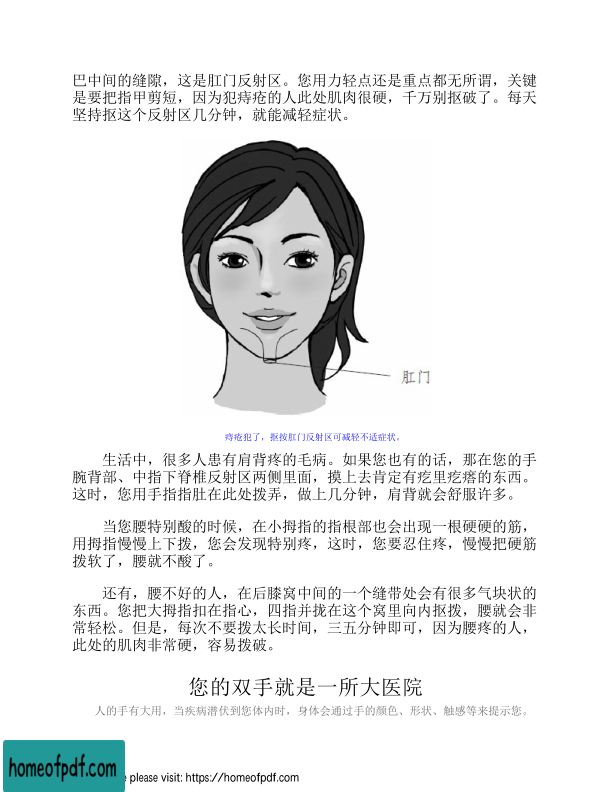 巴中间的缝隙，这是肛门反射区。您用力轻点还是重点都无所谓，关键
是要把指甲剪短，因为犯痔疮的人此处肌肉很硬，千万别抠破了。每天
坚持抠这个反射区几分钟，就能减轻症状。
肛门
痔疮犯了，抠按肛门反射区可减轻不适症状。
生活中，很多人患有肩背疼的毛病。如果您也有的话，那在您的手
腕背部、中指下脊椎反射区两侧里面，摸上去肯定有疙里疙瘩的东西。
这时，您用手指指肚在此处拨弄，做上几分钟，肩背就会舒服许多。
当您腰特别酸的时候，在小拇指的指根部也会出现一根硬硬的筋，
用拇指慢慢上下拨，您会发现特别疼，这时，您要忍住疼，慢慢把硬筋
拨软了，腰就不酸了。
还有，腰不好的人，在后膝窝中间的一个缝带处会有很多气块状的
东西。您把大拇指扣在指心，四指并拢在这个窝里向内抠拨，腰就会非
常轻松。但是，每次不要拨太长时间，三五分钟即可，因为腰疼的人，
此处的肌肉非常硬，容易拨破。
您的双手就是一所大医院
人的手有大用，当疾病潜伏到您体内时，身体会通过手的颜色、形状、触感等来提示您。
homeofpdf.com
e please visit: https://homeofpdf.com